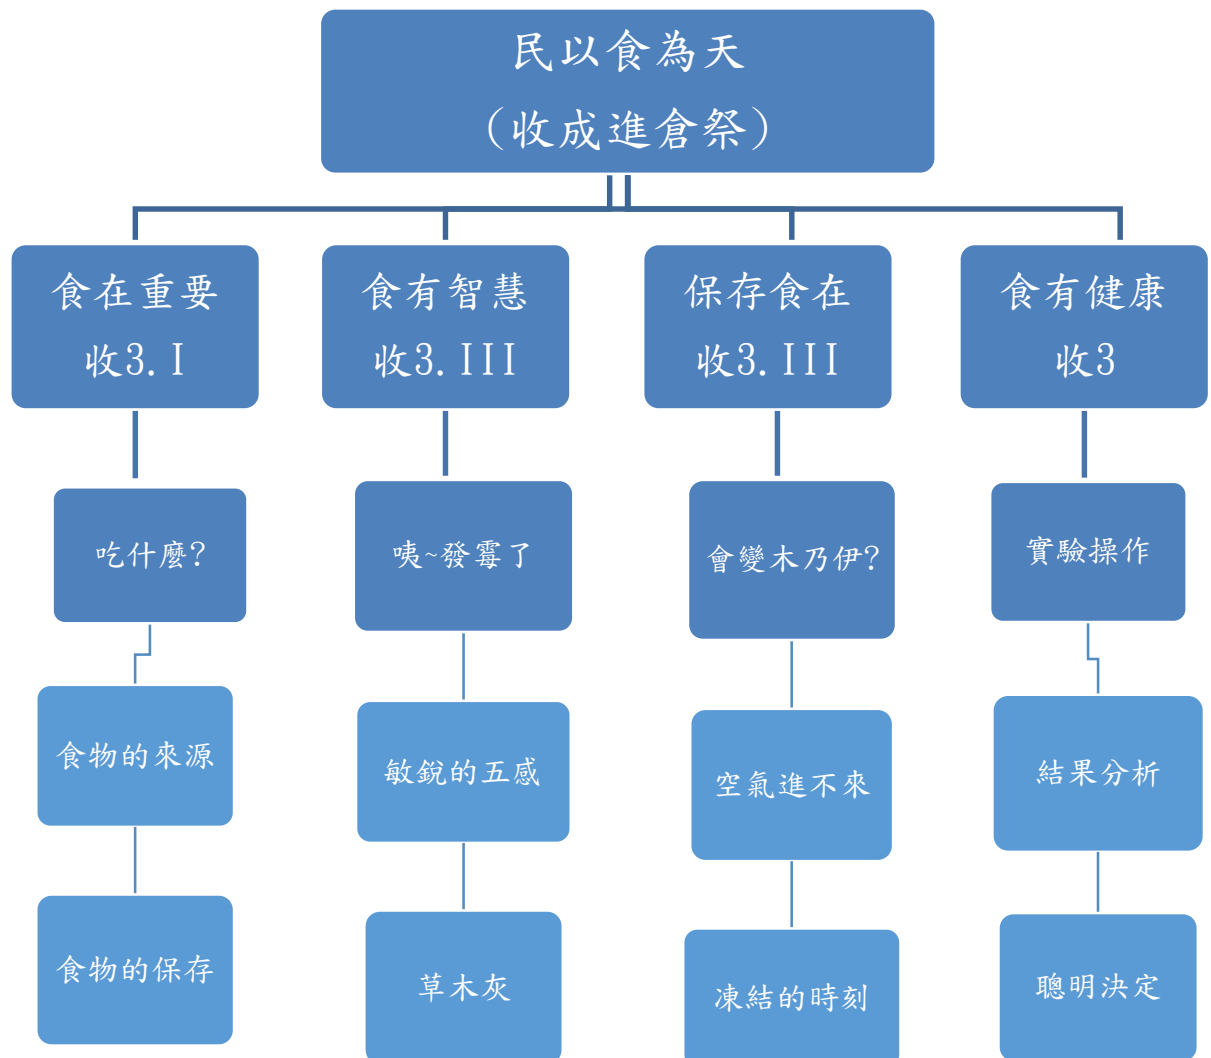 民以食為天
(收成進倉祭)
食在重要
收3.I
食有智慧
收3.III
保存食在
收3.III
食有健康
收3
吃什麼?
咦~發霉了
會變木乃伊?
實驗操作
食物的來源
敏銳的五感
空氣進不來
結果分析
食物的保存
草木灰
凍結的時刻
聰明決定